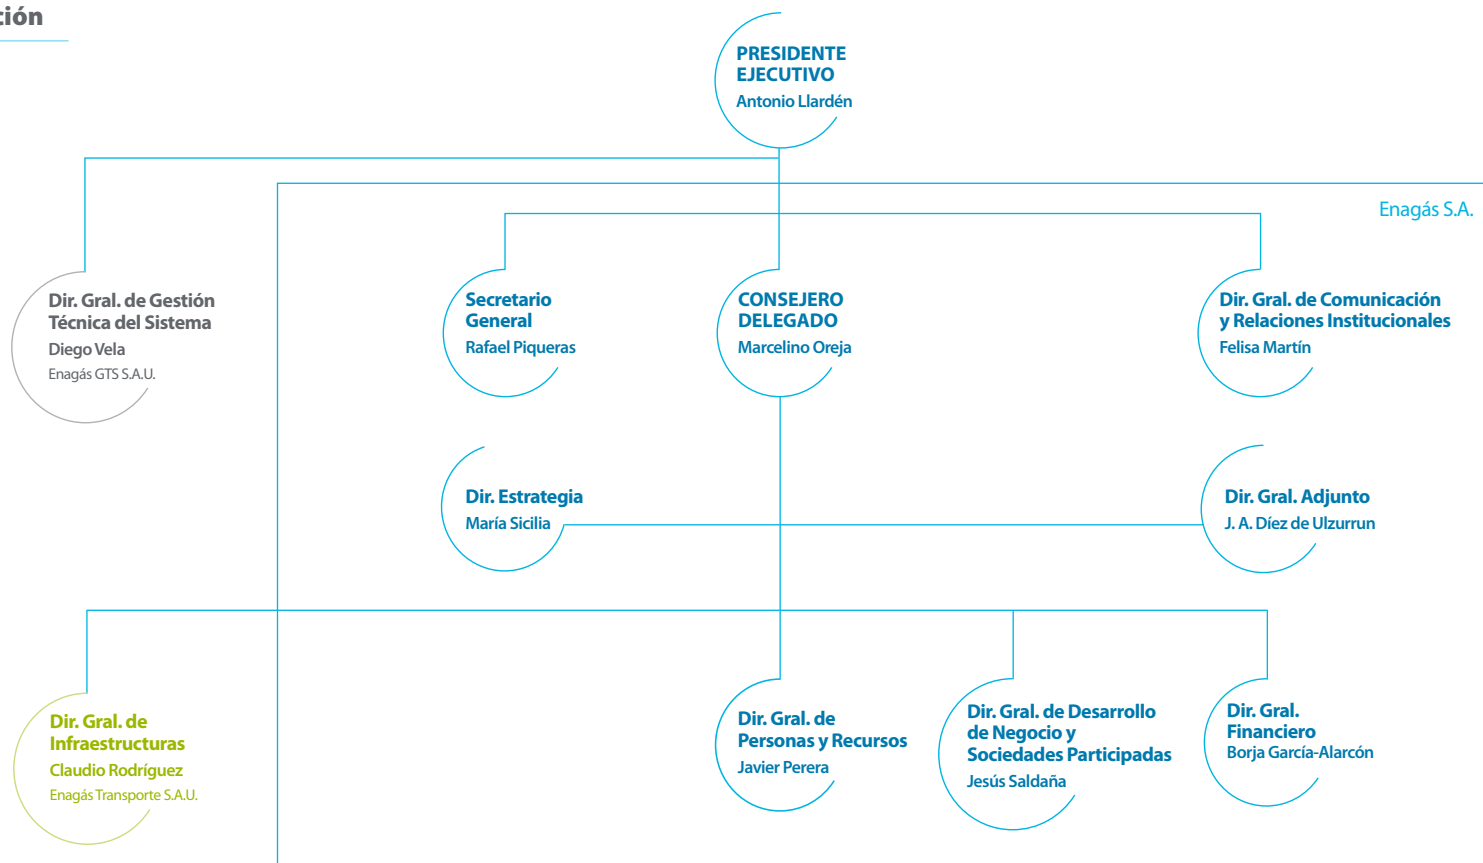 ción
PRESIDENTE
EJECUTIVO
Antonio Llardén
Enagás S.A.
Dir. Gral. de Gestión
Técnica del Sistema
Diego Vela
Enagás GTS S.A.U.
Secretario
General
Rafael Piqueras
CONSEJERO
DELEGADO
Marcelino Oreja
Dir. Gral. de Comunicación
y Relaciones Institucionales
Felisa Martín
Dir. Estrategia
María Sicilia
Dir. Gral. Adjunto
J. A. Díez de Ulzurrun
Dir. Gral. de
Infraestructuras
Claudio Rodríguez
Enagás Transporte S.A.U.
Dir. Gral. de
Personas y Recursos
Javier Perera
Dir. Gral. de Desarrollo
de Negocio y
Sociedades Participadas
Jesús Saldaña
Dir. Gral.
Financiero
Borja García-Alarcón